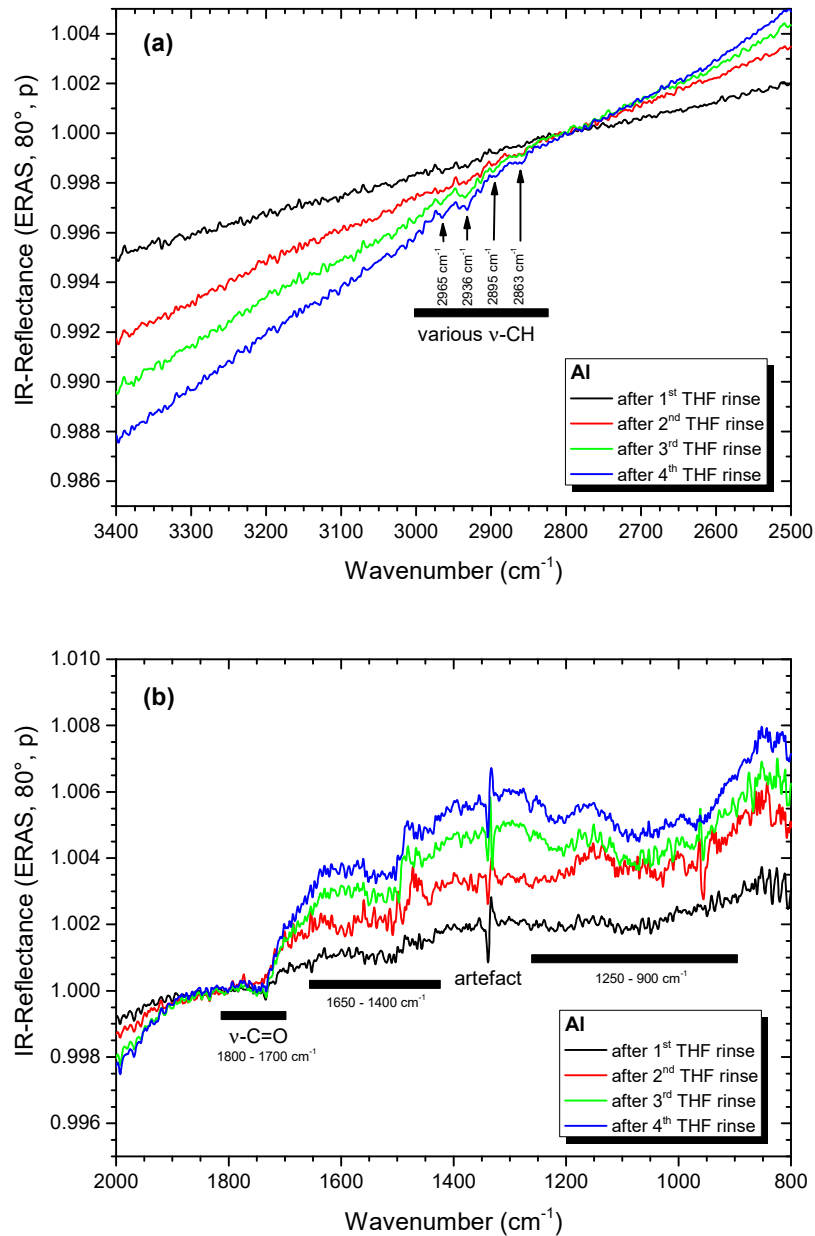 (a)
IR-Reflectance (ERAS, 80°, p)
1.004
1.002
1.000
0.998
0.996
0.994
0.992
0.990
0.988
0.986
2965 cm⁻¹
2936 cm⁻¹
2895 cm⁻¹
2863 cm⁻¹
various ν-CH
Al
after 1ˢᵗ THF rinse
after 2ⁿᵈ THF rinse
after 3ʳᵈ THF rinse
after 4ᵗʰ THF rinse
3400 3300 3200 3100 3000 2900 2800 2700 2600 2500
Wavenumber (cm⁻¹)
(b)
IR-Reflectance (ERAS, 80°, p)
1.010
1.008
1.006
1.004
1.002
1.000
0.998
0.996
ν-C=O
1800 - 1700 cm⁻¹
1650 - 1400 cm⁻¹
artefact
1250 - 900 cm⁻¹
Al
after 1ˢᵗ THF rinse
after 2ⁿᵈ THF rinse
after 3ʳᵈ THF rinse
after 4ᵗʰ THF rinse
2000 1800 1600 1400 1200 1000 800
Wavenumber (cm⁻¹)